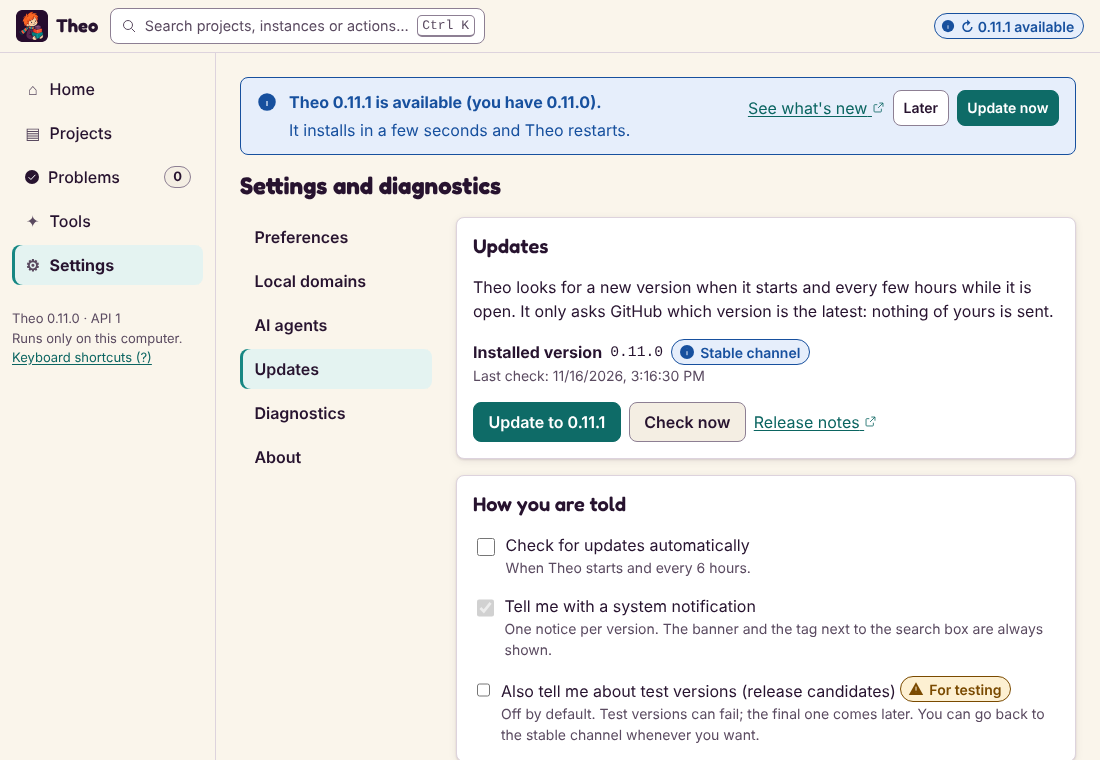 Theo
Search projects, instances or actions... Ctrl K
0.11.1 available
Home
Projects
Problems 0
Tools
Settings
Theo 0.11.0 · API 1
Runs only on this computer.
Keyboard shortcuts (?)
Theo 0.11.1 is available (you have 0.11.0).
It installs in a few seconds and Theo restarts.
See what's new
Later
Update now
Settings and diagnostics
Preferences
Local domains
AI agents
Updates
Diagnostics
About
Updates
Theo looks for a new version when it starts and every few hours while it is
open. It only asks GitHub which version is the latest: nothing of yours is sent.
Installed version 0.11.0 Stable channel
Last check: 11/16/2026, 3:16:30 PM
Update to 0.11.1
Check now
Release notes
How you are told
Check for updates automatically
When Theo starts and every 6 hours.
Tell me with a system notification
One notice per version. The banner and the tag next to the search box are always
shown.
Also tell me about test versions (release candidates) For testing
Off by default. Test versions can fail; the final one comes later. You can go back to
the stable channel whenever you want.